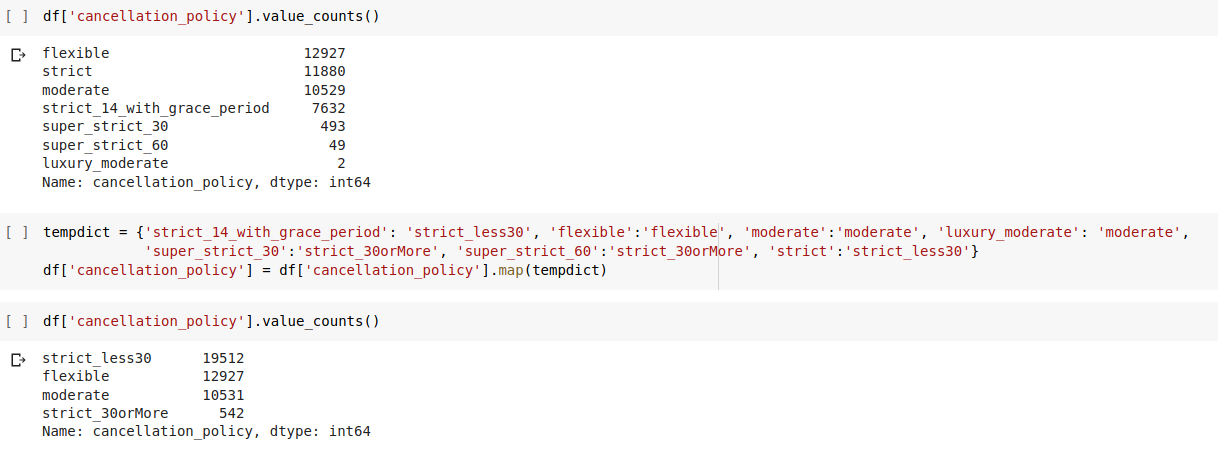 [ ] df['cancellation_policy'].value_counts()
flexible 12927
strict 11880
moderate 10529
strict_14_with_grace_period 7632
super_strict_30 493
super_strict_60 49
luxury_moderate 2
Name: cancellation_policy, dtype: int64
[ ] tempdict = {'strict_14_with_grace_period': 'strict_less30', 'flexible':'flexible', 'moderate':'moderate', 'luxury_moderate': 'moderate',
'super_strict_30':'strict_30orMore', 'super_strict_60':'strict_30orMore', 'strict':'strict_less30'}
df['cancellation_policy'] = df['cancellation_policy'].map(tempdict)
[ ] df['cancellation_policy'].value_counts()
strict_less30 19512
flexible 12927
moderate 10531
strict_30orMore 542
Name: cancellation_policy, dtype: int64